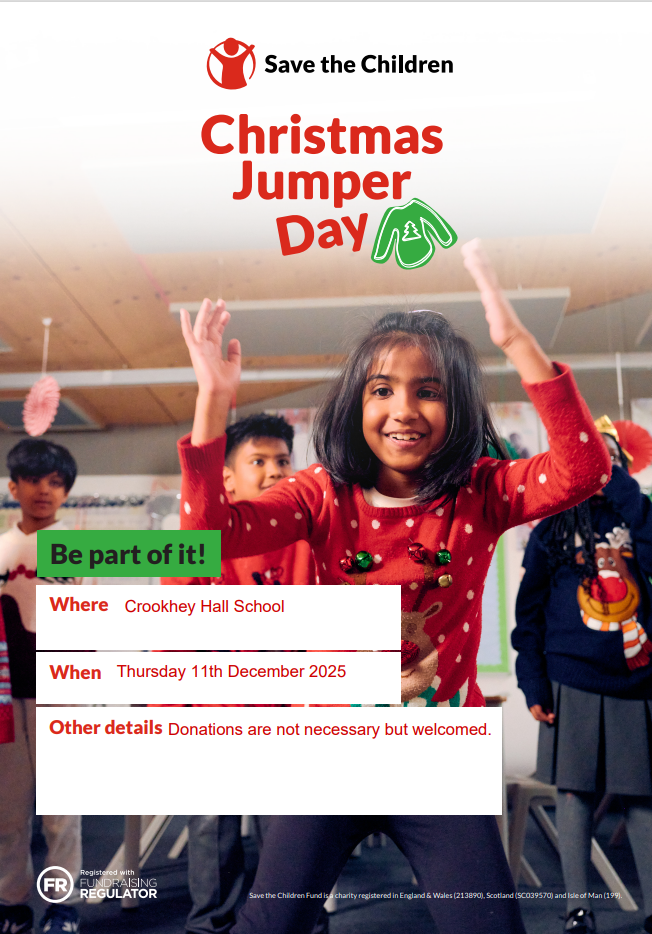 Save the Children
Christmas
Jumper
Day
Be part of it!
Where Crookhey Hall School
When Thursday 11th December 2025
Other details Donations are not necessary but welcomed.
FR
Registered with
FUNDRAISING
REGULATOR
Save the Children Fund is a charity registered in England & Wales (213890), Scotland (SC039570) and Isle of Man (199).